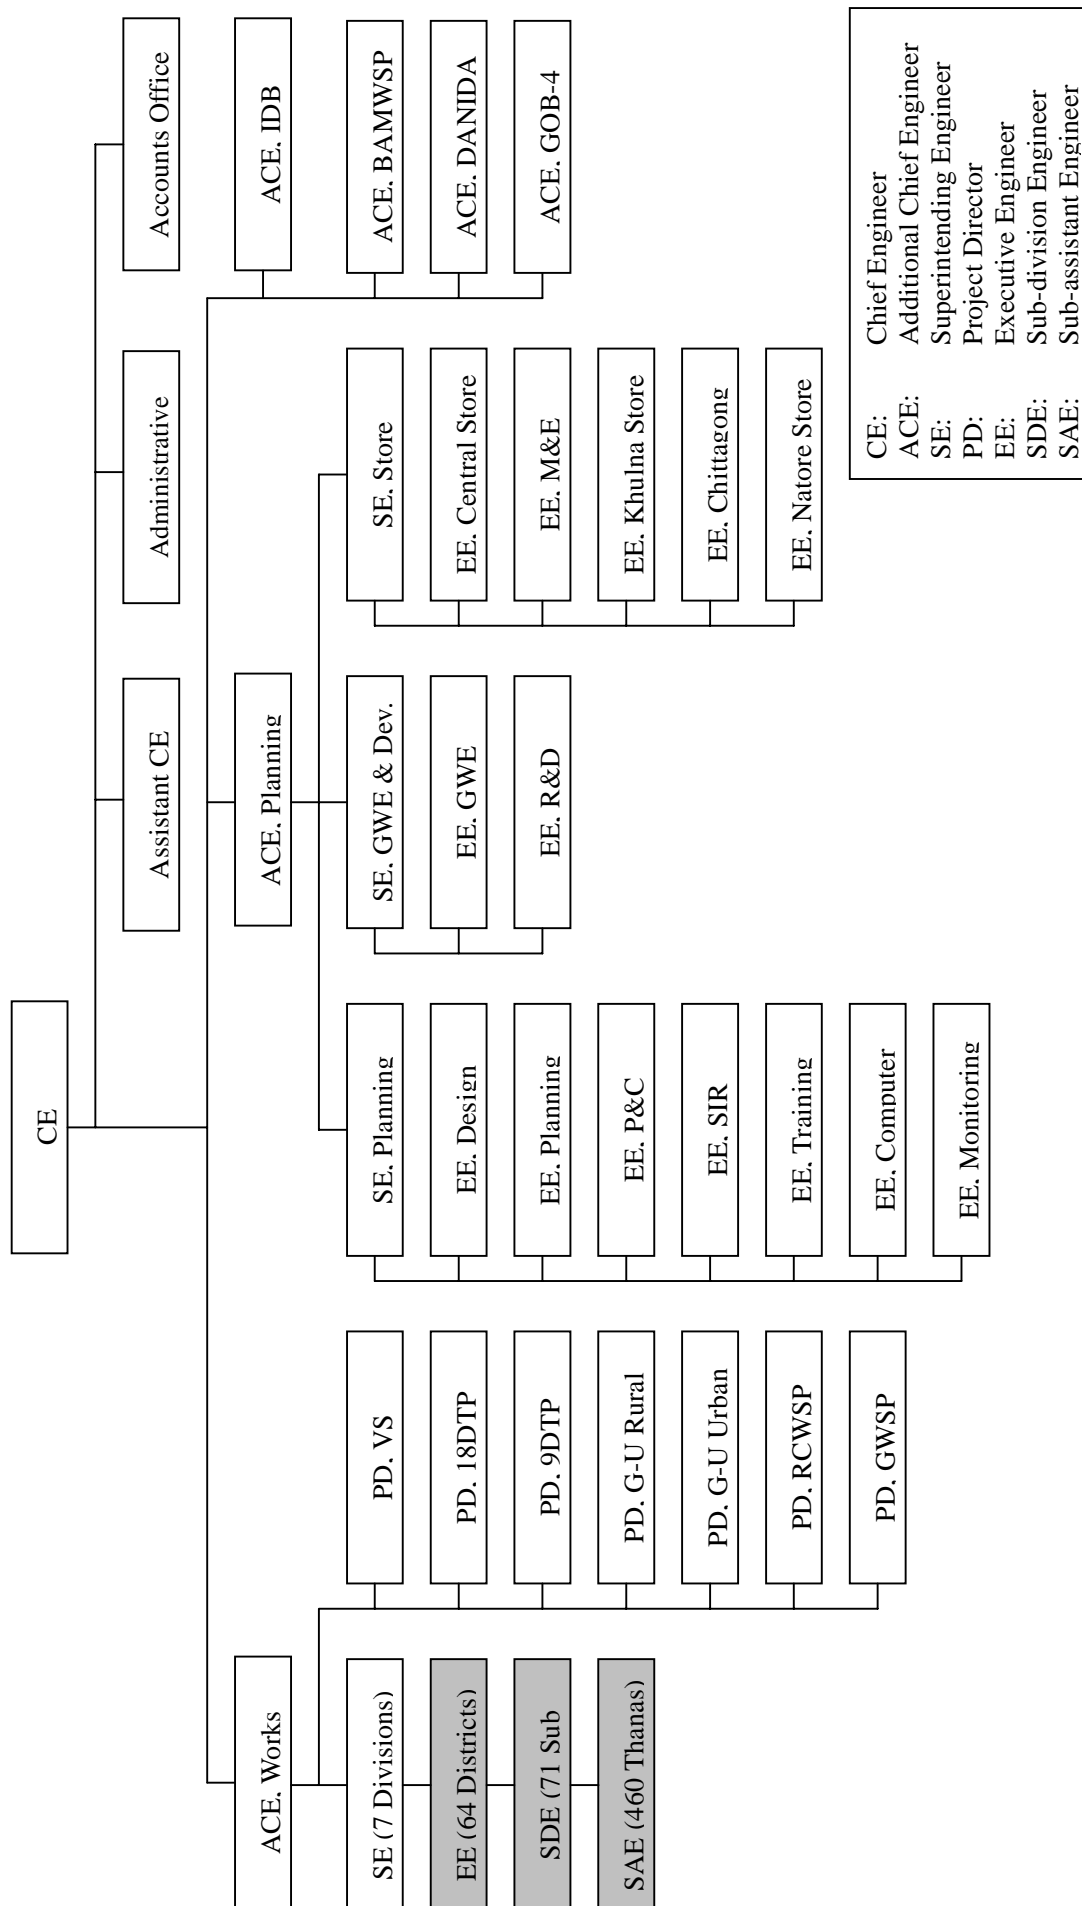 CE
Assistant CE
Administrative
Accounts Office
ACE. Works
ACE. Planning
ACE. IDB
ACE. BAMWSP
ACE. DANIDA
ACE. GOB-4
SE (7 Divisions)
EE (64 Districts)
SDE (71 Sub
SAE (460 Thanas)
PD. VS
PD. 18DTP
PD. 9DTP
PD. G-U Rural
PD. G-U Urban
PD. RCWSP
PD. GWSP
SE. Planning
EE. Design
EE. Planning
EE. P&C
EE. SIR
EE. Training
EE. Computer
EE. Monitoring
SE. GWE & Dev.
EE. GWE
EE. R&D
SE. Store
EE. Central Store
EE. M&E
EE. Khulna Store
EE. Chittagong
EE. Natore Store
CE: Chief Engineer
ACE: Additional Chief Engineer
SE: Superintending Engineer
PD: Project Director
EE: Executive Engineer
SDE: Sub-division Engineer
SAE: Sub-assistant Engineer